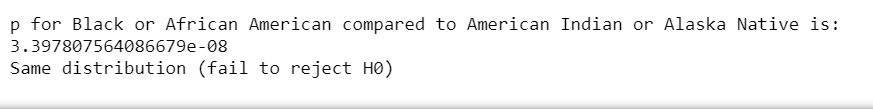 p for Black or African American compared to American Indian or Alaska Native is:
3.397807564086679e-08
Same distribution (fail to reject H0)